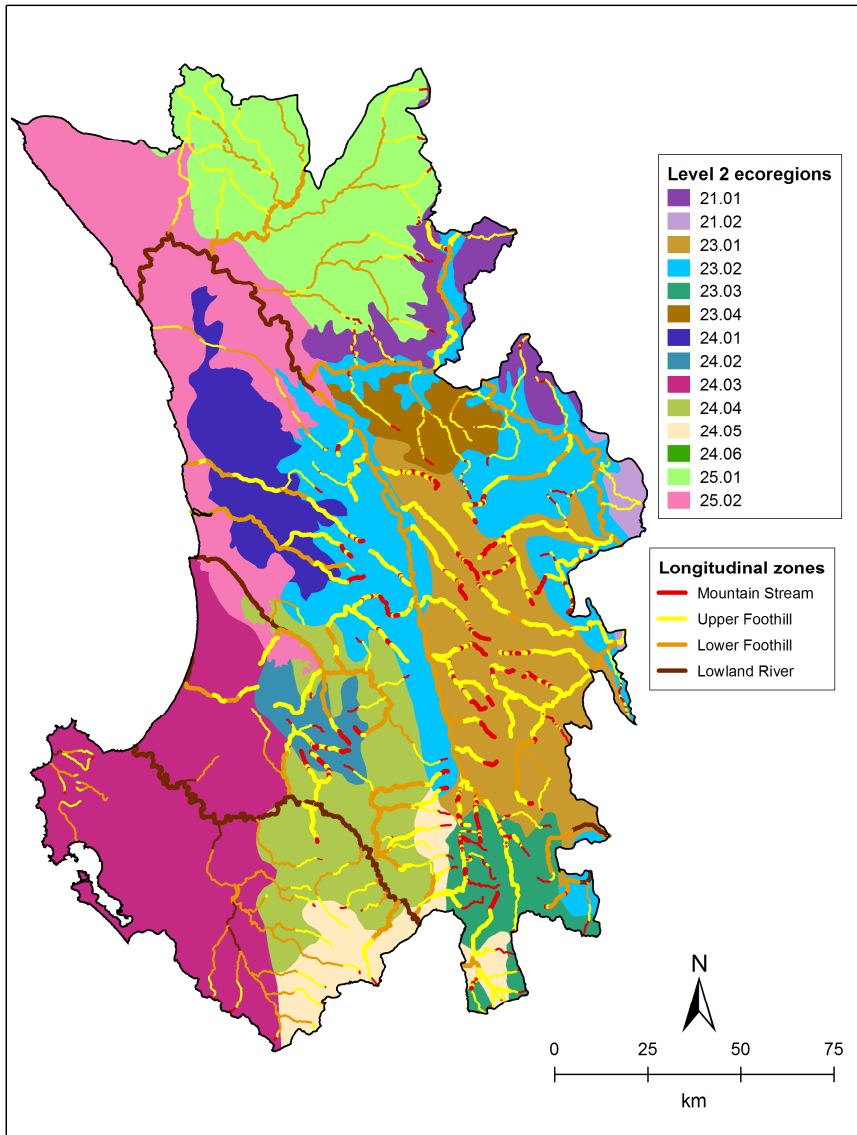 Level 2 ecoregions
21.01
21.02
23.01
23.02
23.03
23.04
24.01
24.02
24.03
24.04
24.05
24.06
25.01
25.02
Longitudinal zones
Mountain Stream
Upper Foothill
Lower Foothill
Lowland River
N
0 25 50 75
km